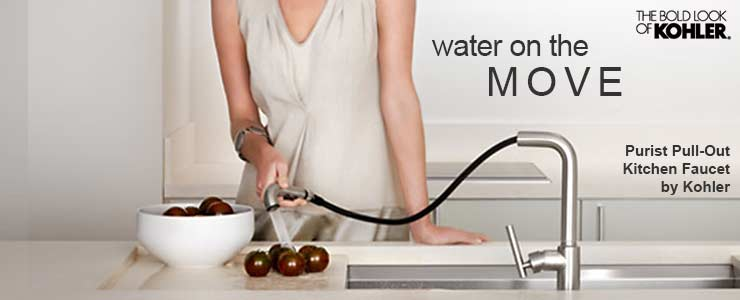 THE BOLD LOOK
OF KOHLER®
water on the
MOVE
Purist Pull-Out
Kitchen Faucet
by Kohler